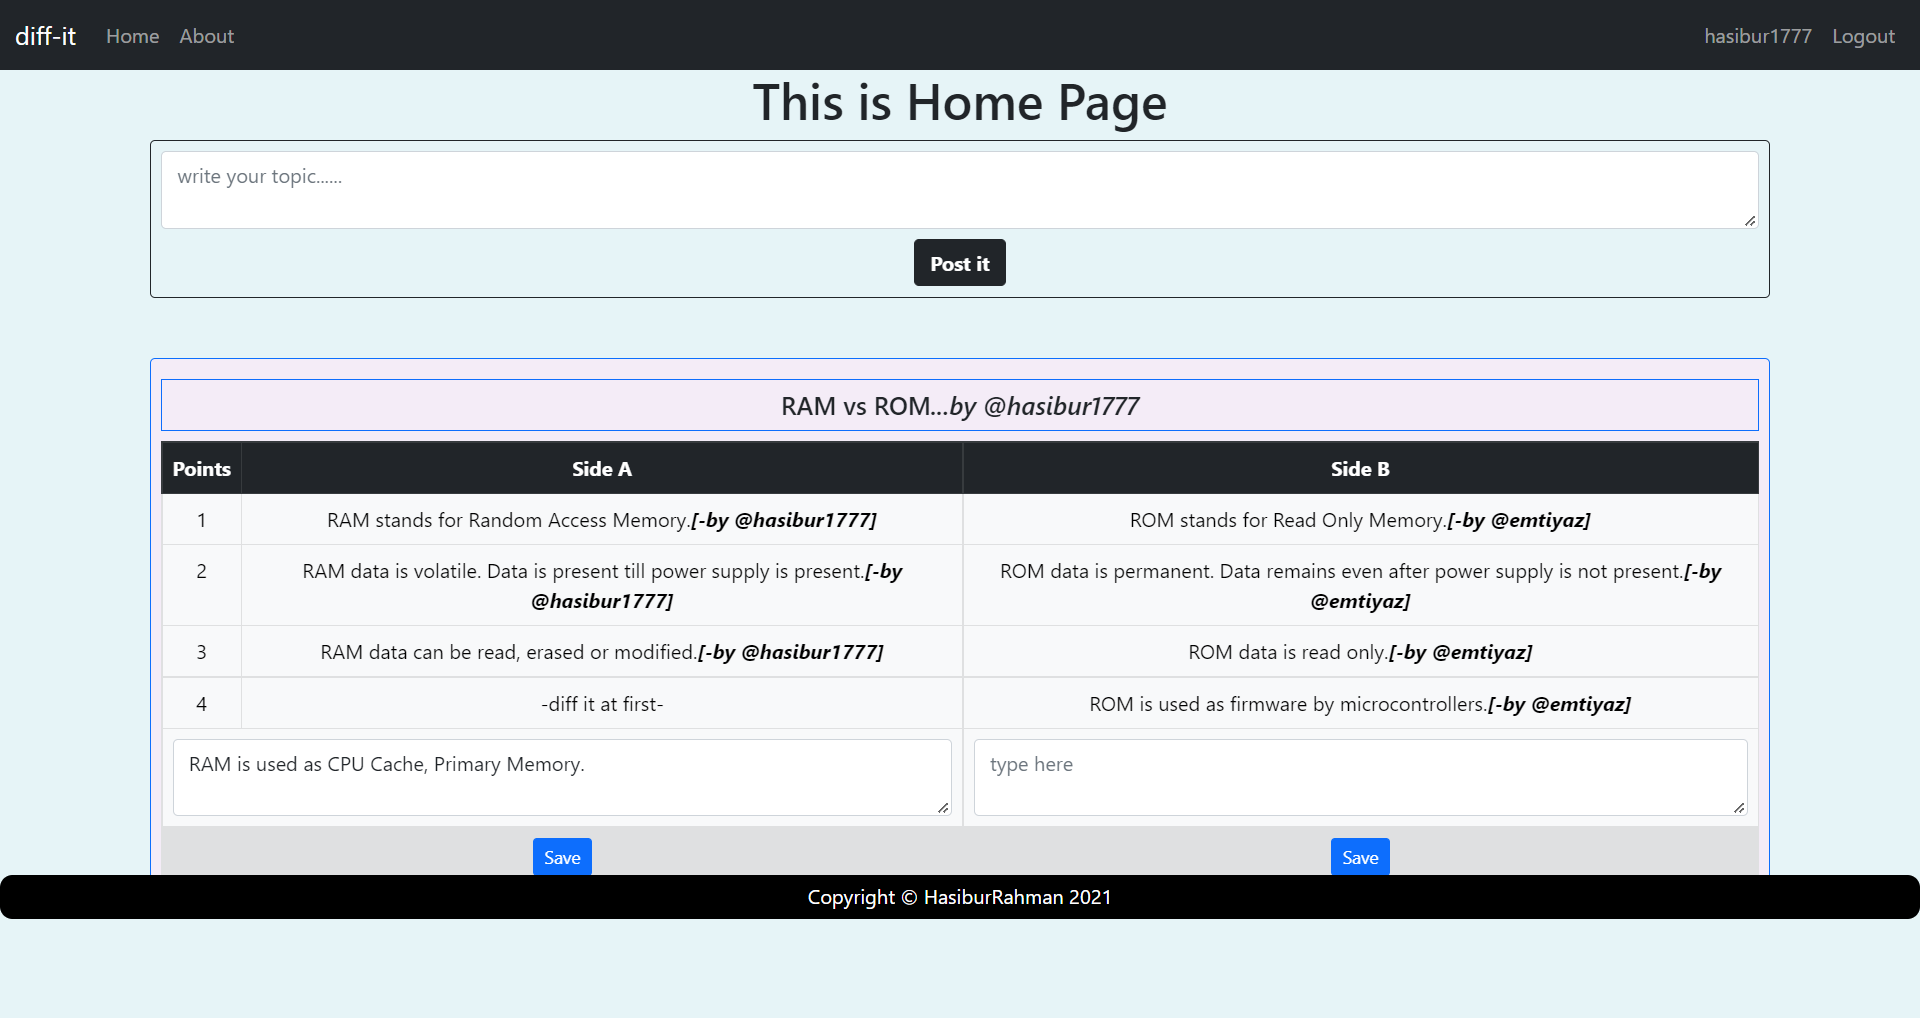 diff-it Home About hasibur1777 Logout
This is Home Page
write your topic......
Post it
RAM vs ROM...by @hasibur1777
Points Side A Side B
1 RAM stands for Random Access Memory.[-by @hasibur1777] ROM stands for Read Only Memory.[-by @emtiyaz]
2 RAM data is volatile. Data is present till power supply is present.[-by ROM data is permanent. Data remains even after power supply is not present.[-by
@hasibur1777] @emtiyaz]
3 RAM data can be read, erased or modified.[-by @hasibur1777] ROM data is read only.[-by @emtiyaz]
4 -diff it at first- ROM is used as firmware by microcontrollers.[-by @emtiyaz]
RAM is used as CPU Cache, Primary Memory. type here
Save Save
Copyright © HasiburRahman 2021